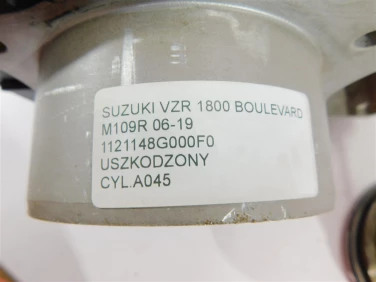 SUZUKI VZR 1800 BOULEVARD
M109R 06-19
1121148G000F0
USZKODZONY
CYL.A045